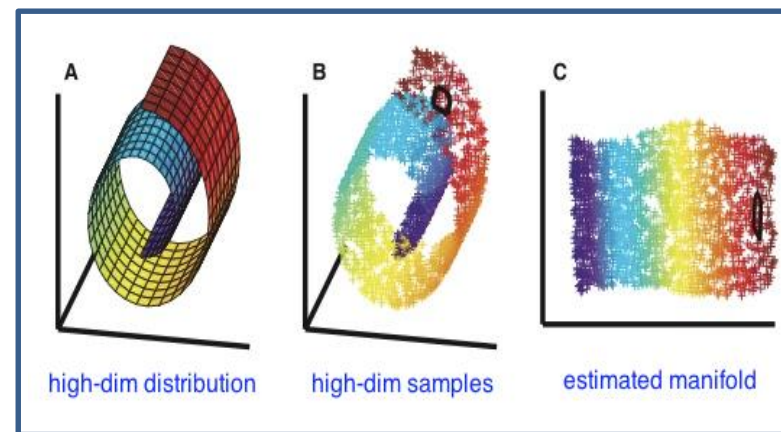 A
B
C
high-dim distribution
high-dim samples
estimated manifold